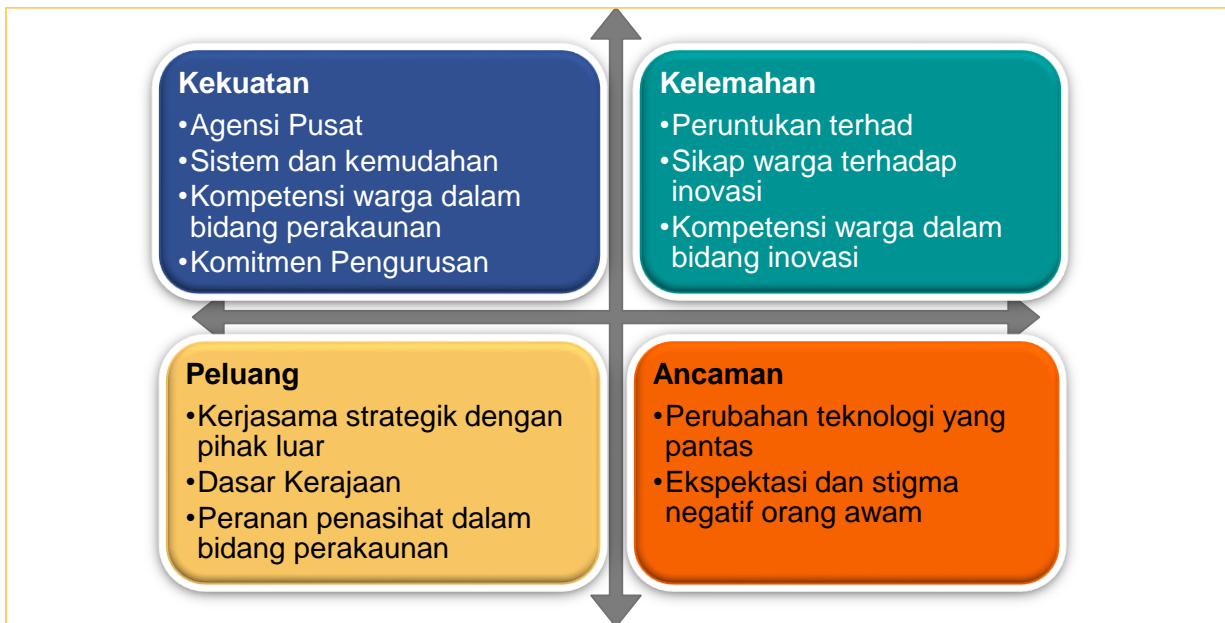 Kekuatan
•Agensi Pusat
•Sistem dan kemudahan
•Kompetensi warga dalam
bidang perakaunan
•Komitmen Pengurusan
Kelemahan
•Peruntukan terhad
•Sikap warga terhadap
inovasi
•Kompetensi warga dalam
bidang inovasi
Peluang
•Kerjasama strategik dengan
pihak luar
•Dasar Kerajaan
•Peranan penasihat dalam
bidang perakaunan
Ancaman
•Perubahan teknologi yang
pantas
•Ekspektasi dan stigma
negatif orang awam